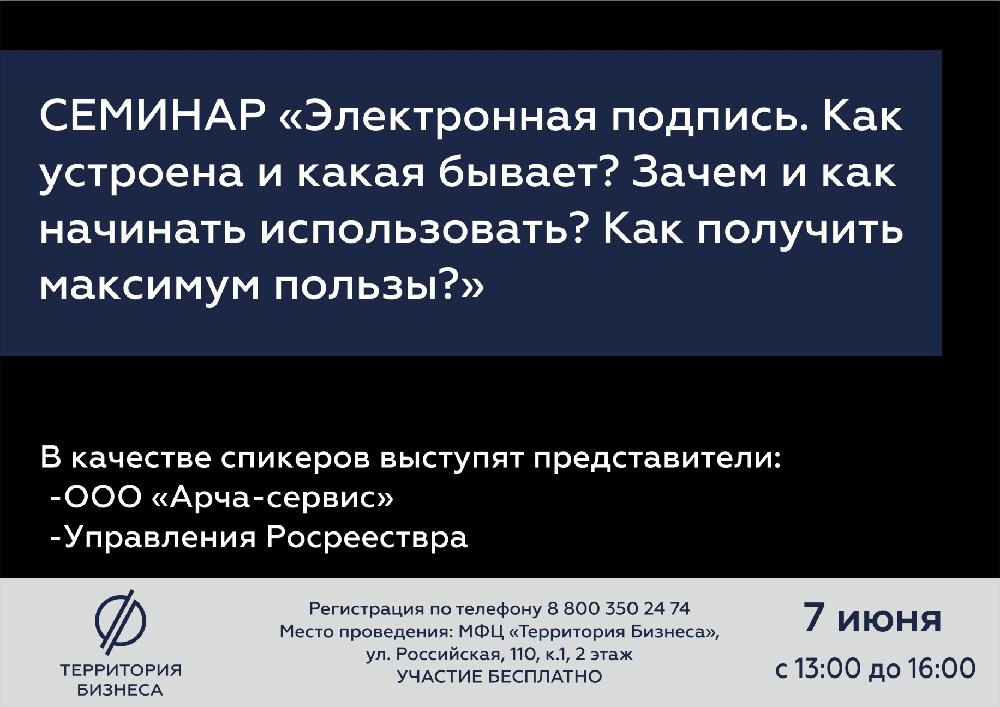 СЕМИНАР «Электронная подпись. Как
устроена и какая бывает? Зачем и как
начинать использовать? Как получить
максимум пользы?»
В качестве спикеров выступят представители:
-ООО «Арча-сервис»
-Управления Росреествра
ТЕРРИТОРИЯ
БИЗНЕСА
Регистрация по телефону 8 800 350 24 74
Место проведения: МФЦ «Территория Бизнеса»,
ул. Российская, 110, к.1, 2 этаж
УЧАСТИЕ БЕСПЛАТНО
7 июня
с 13:00 до 16:00